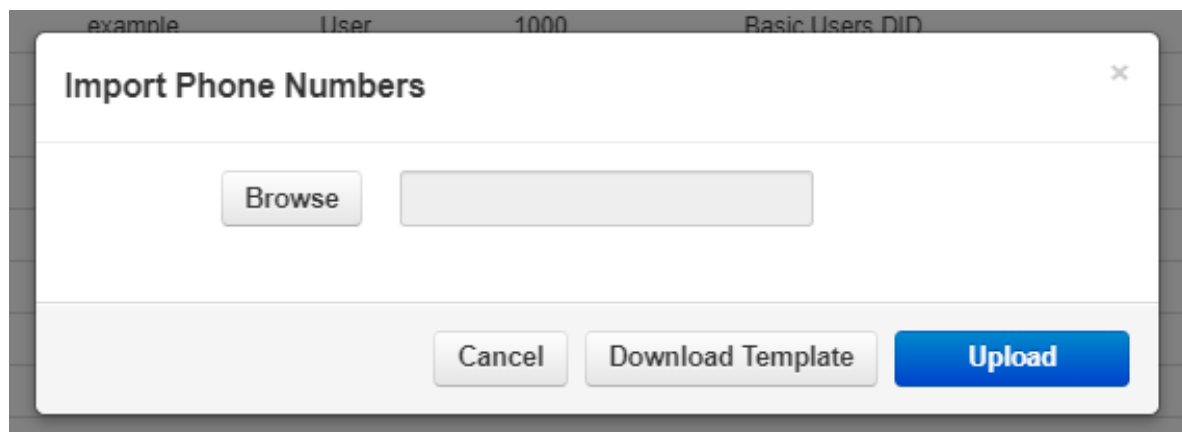 example User 1000 Basic Users DID
Import Phone Numbers
×
Browse
Cancel Download Template Upload